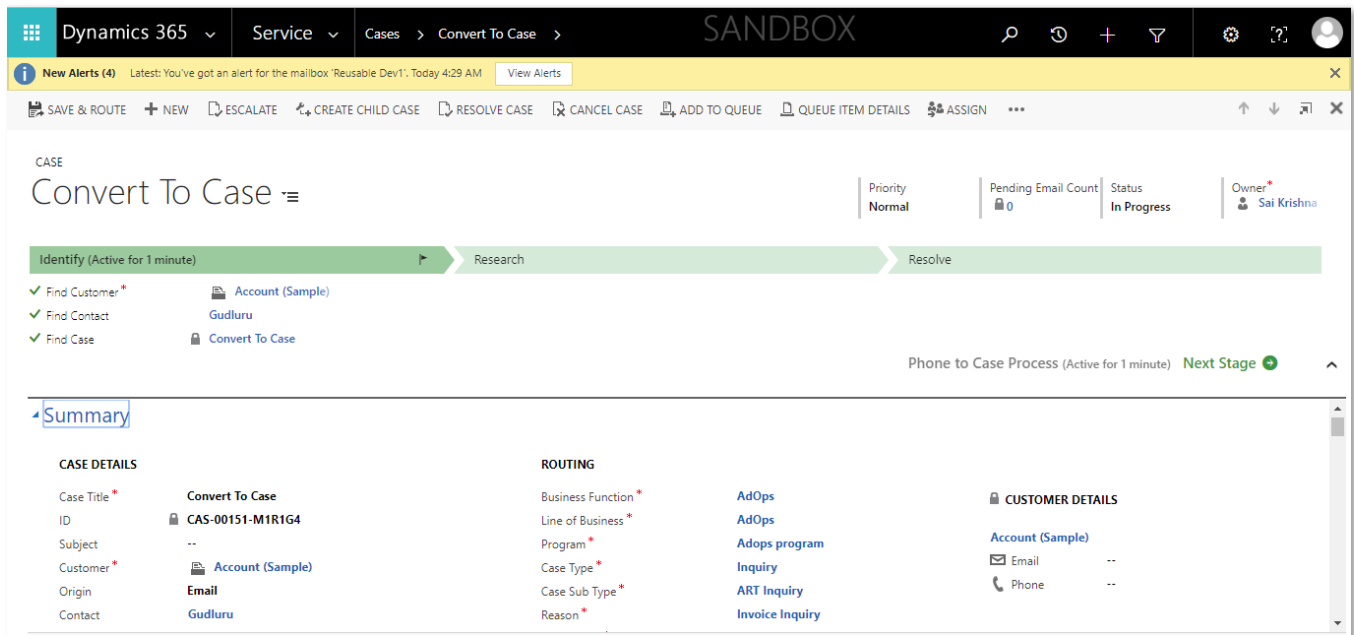 Dynamics 365 Service Cases > Convert To Case > SANDBOX
New Alerts (4) Latest: You've got an alert for the mailbox 'Reusable Dev1'. Today 4:29 AM View Alerts
SAVE & ROUTE NEW ESCALATE CREATE CHILD CASE RESOLVE CASE CANCEL CASE ADD TO QUEUE QUEUE ITEM DETAILS ASSIGN
CASE
Convert To Case
Priority Pending Email Count Status Owner*
Normal 0 In Progress Sai Krishna
Identify (Active for 1 minute) Research Resolve
Find Customer* Account (Sample)
Find Contact Gudluru
Find Case Convert To Case
Phone to Case Process (Active for 1 minute) Next Stage
Summary
CASE DETAILS ROUTING
Case Title* Convert To Case Business Function* AdOps CUSTOMER DETAILS
ID CAS-00151-M1R1G4 Line of Business* AdOps
Subject -- Program* Adops program Account (Sample)
Customer* Account (Sample) Case Type* Inquiry Email --
Origin Email Case Sub Type* ART Inquiry Phone --
Contact Gudluru Reason* Invoice Inquiry